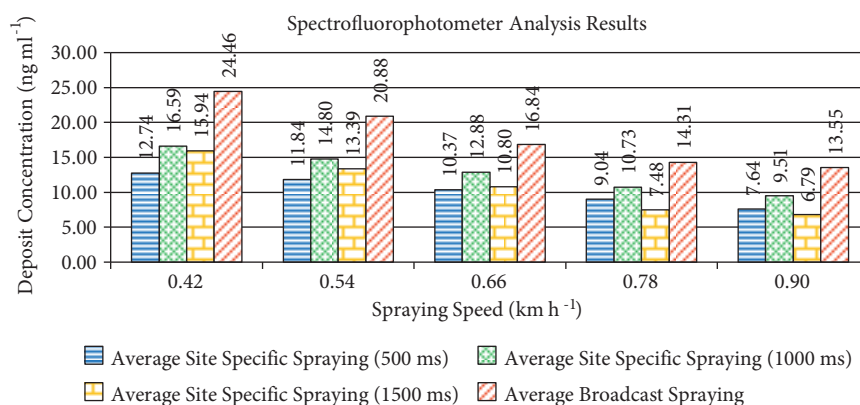 Spectrofluorophotometer Analysis Results
Deposit Concentration (ng ml⁻¹)
30.00
25.00
20.00
15.00
10.00
5.00
0.00
12.74 16.59 15.94 24.46
11.84 14.80 13.39 20.88
10.37 12.88 10.80 16.84
9.04 10.73 7.48 14.31
7.64 9.51 6.79 13.55
0.42 0.54 0.66 0.78 0.90
Spraying Speed (km h⁻¹)
Average Site Specific Spraying (500 ms) Average Site Specific Spraying (1000 ms)
Average Site Specific Spraying (1500 ms) Average Broadcast Spraying